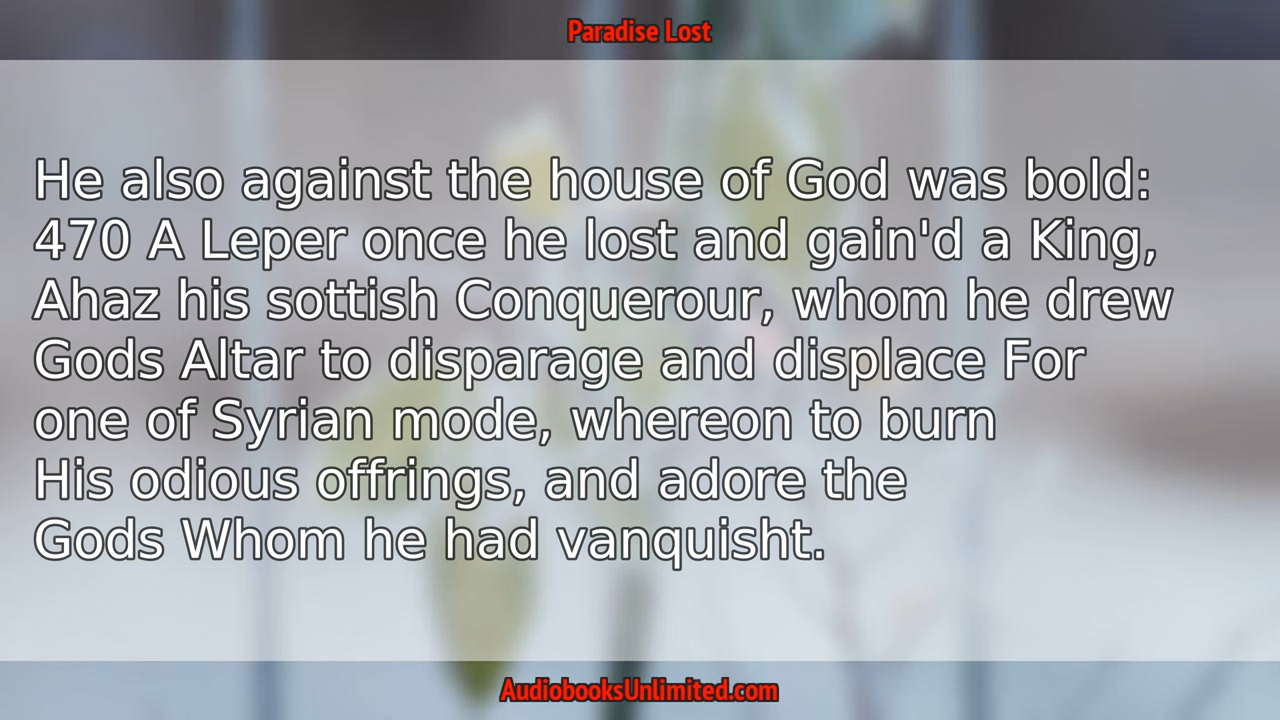 Paradise Lost
He also against the house of God was bold:
470 A Leper once he lost and gain'd a King,
Ahaz his sottish Conquerour, whom he drew
Gods Altar to disparage and displace For
one of Syrian mode, whereon to burn
His odious offrings, and adore the
Gods Whom he had vanquisht.
AudiobooksUnlimited.com